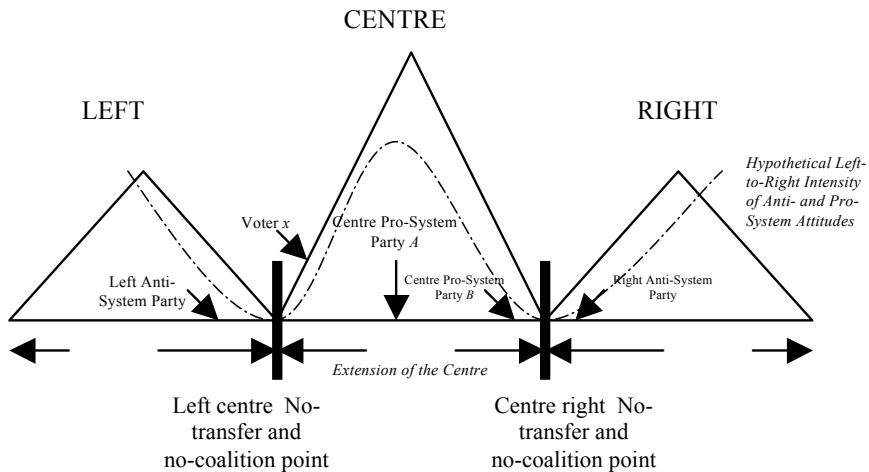 CENTRE
LEFT
RIGHT
Hypothetical Left-
to-Right Intensity
of Anti- and Pro-
System Attitudes
Voter x
Centre Pro-System
Party A
Left Anti-
System Party
Centre Pro-System
Party B
Right Anti-System
Party
Extension of the Centre
Left centre No-
transfer and
no-coalition point
Centre right No-
transfer and
no-coalition point